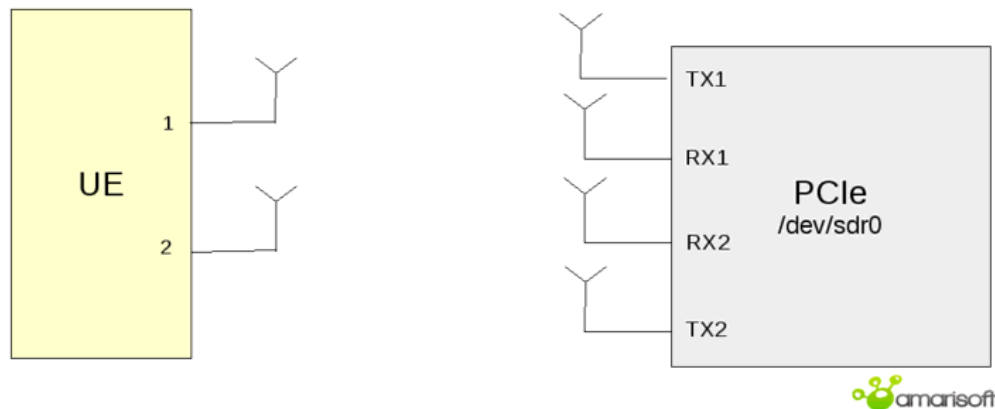 UE
1
2
TX1
RX1
RX2
TX2
PCIe
/dev/sdr0
amarisoft